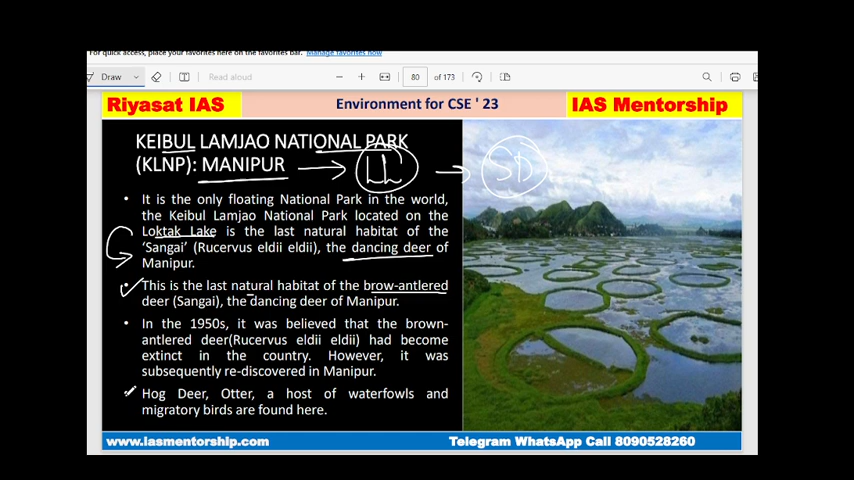 For quick access, place your favorites here on the favorites bar. Manage favorites now
Draw
Read aloud
80 of 173
Riyasat IAS
Environment for CSE ' 23
IAS Mentorship
KEIBUL LAMJAO NATIONAL PARK
(KLNP): MANIPUR
LL
SD
• It is the only floating National Park in the world,
the Keibul Lamjao National Park located on the
Loktak Lake is the last natural habitat of the
'Sangai' (Rucervus eldii eldii), the dancing deer of
Manipur.
• This is the last natural habitat of the brow-antlered
deer (Sangai), the dancing deer of Manipur.
• In the 1950s, it was believed that the brown-
antlered deer(Rucervus eldii eldii) had become
extinct in the country. However, it was
subsequently re-discovered in Manipur.
• Hog Deer, Otter, a host of waterfowls and
migratory birds are found here.
www.iasmentorship.com
Telegram WhatsApp Call 8090528260